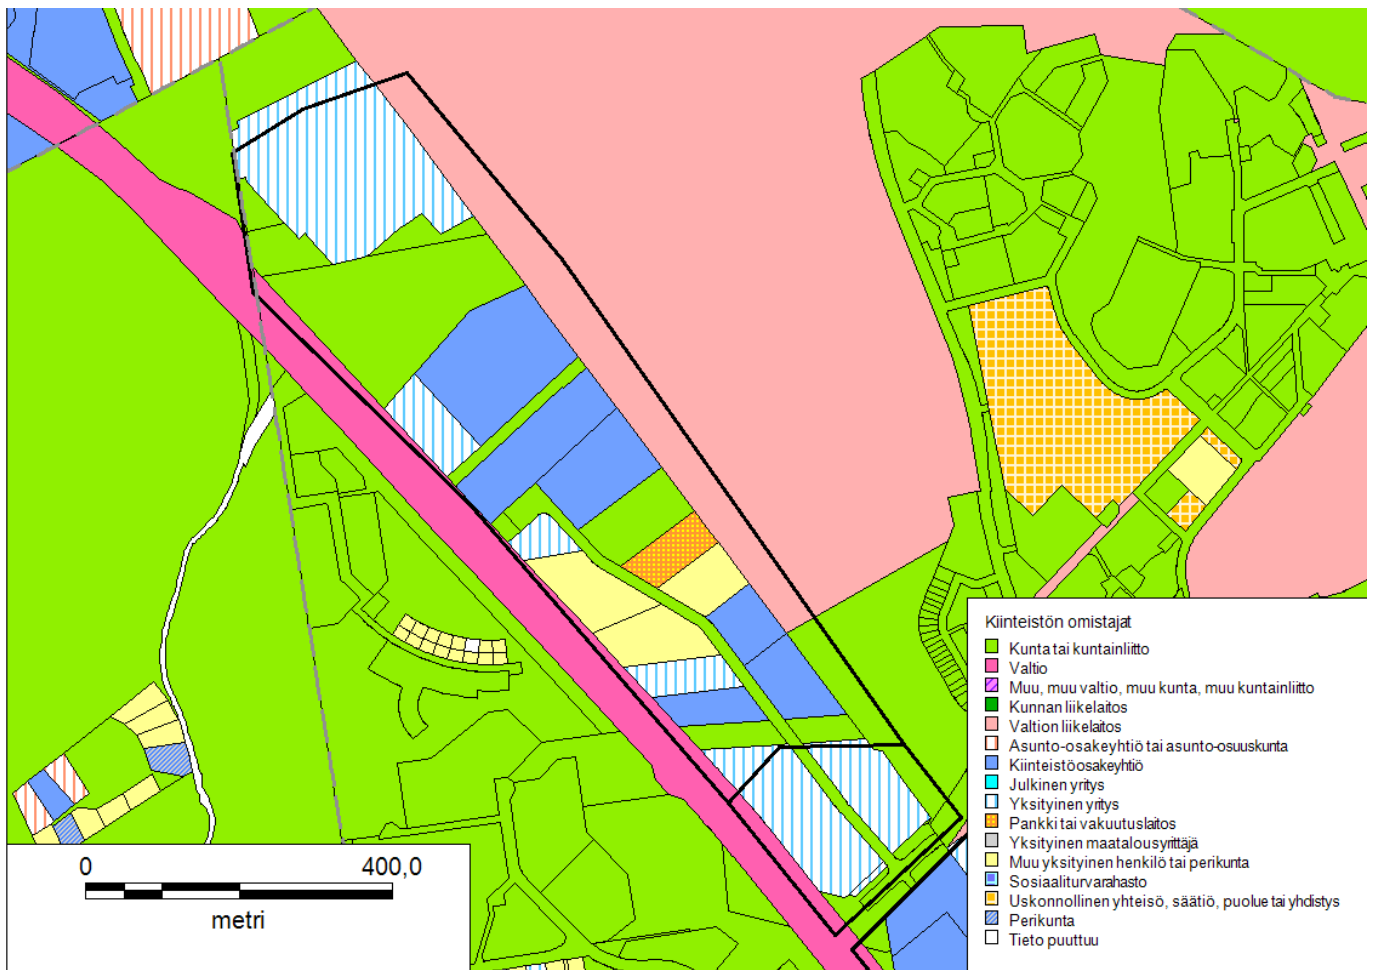 Kiinteistön omistajat
Kunta tai kuntainliitto
Valtio
Muu, muu valtio, muu kunta, muu kuntainliitto
Kunnan liikelaitos
Valtion liikelaitos
Asunto-osakeyhtiö tai asunto-osuuskunta
Kiinteistöosakeyhtiö
Julkinen yritys
Yksityinen yritys
Pankki tai vakuutuslaitos
Yksityinen maatalousyrittäjä
Muu yksityinen henkilö tai perikunta
Sosiaaliturvarahasto
Uskonnollinen yhteisö, säätiö, puolue tai yhdistys
Perikunta
Tieto puuttuu
0 400,0
metri